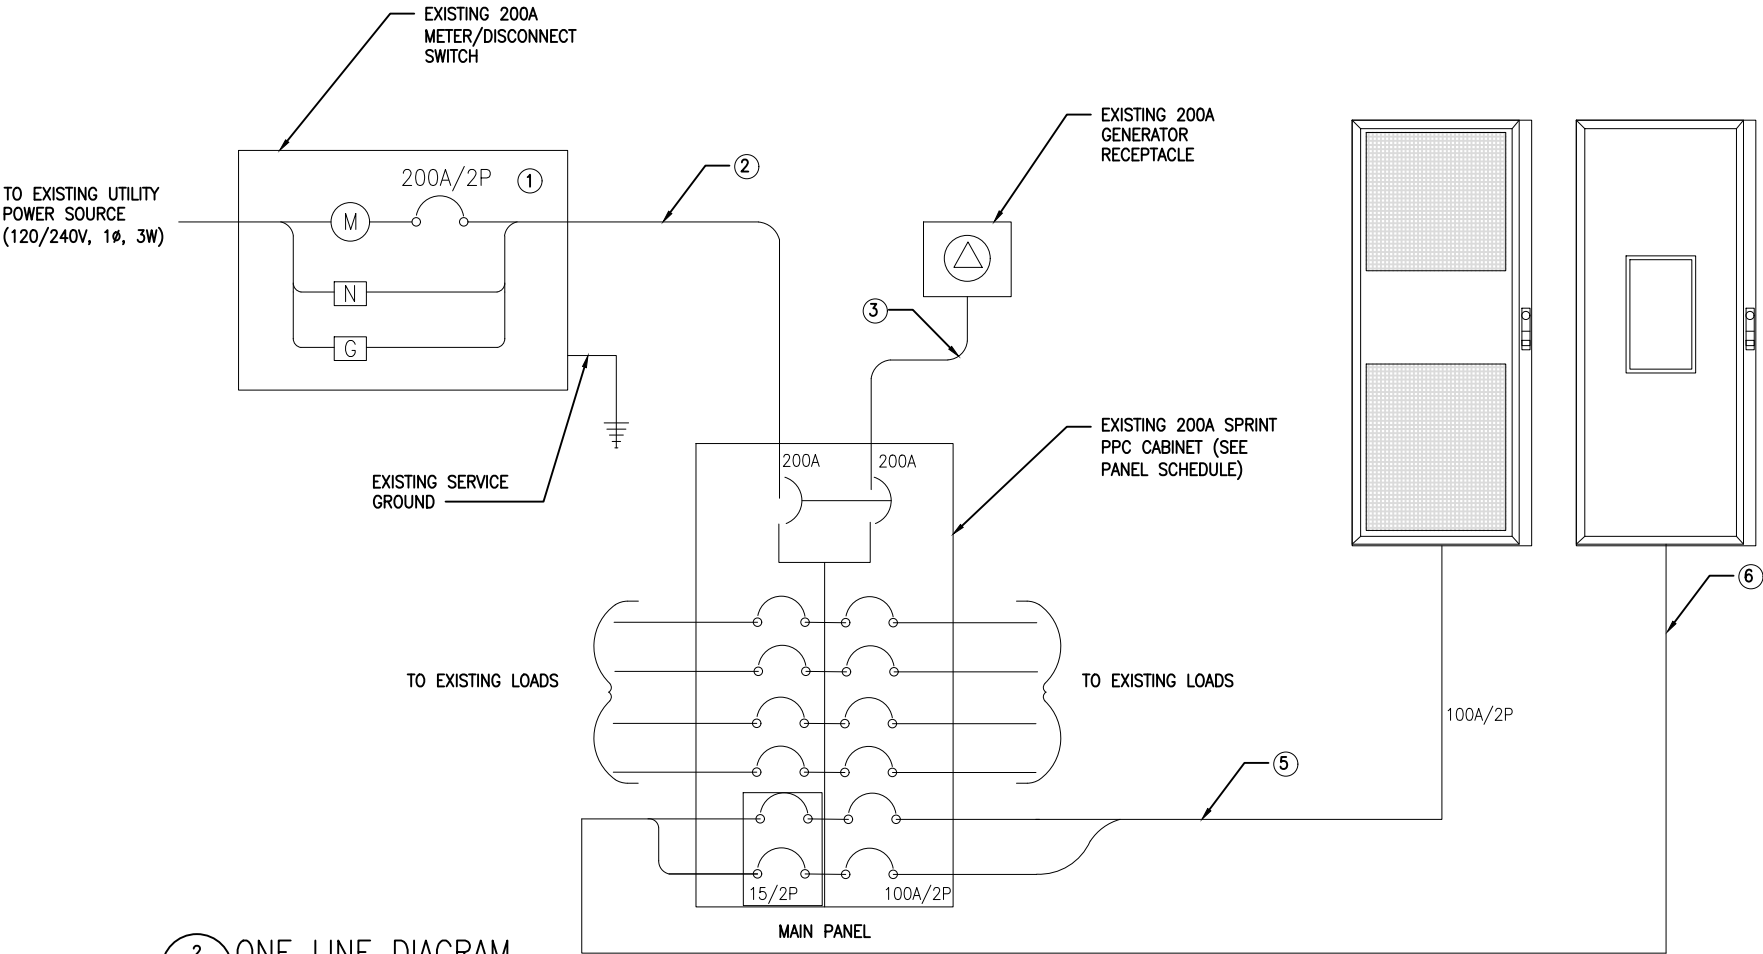 EXISTING 200A
METER/DISCONNECT
SWITCH
EXISTING 200A
GENERATOR
RECEPTACLE
TO EXISTING UTILITY
POWER SOURCE
(120/240V, 1ø, 3W)
200A/2P
1
2
M
N
G
3
EXISTING 200A SPRINT
PPC CABINET (SEE
PANEL SCHEDULE)
200A
200A
EXISTING SERVICE
GROUND
6
TO EXISTING LOADS
TO EXISTING LOADS
100A/2P
5
15/2P
100A/2P
MAIN PANEL
2
ONE LINE DIAGRAM